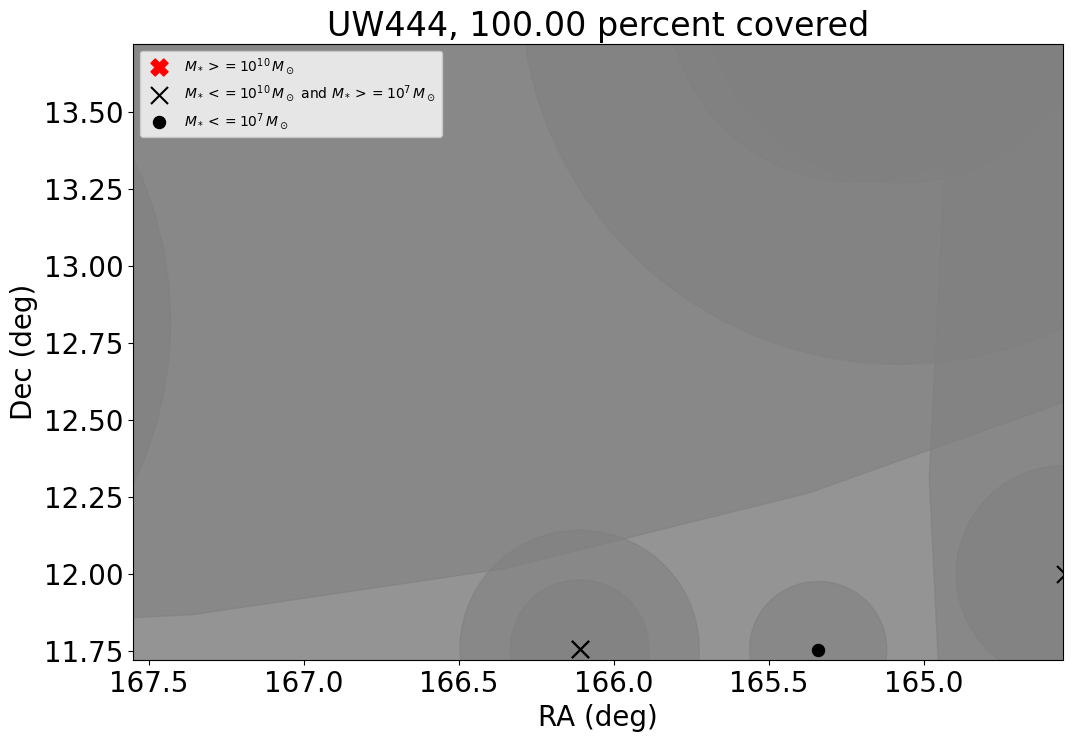 UW444, 100.00 percent covered
M* >= 10^10 M⊙
M* <= 10^10 M⊙ and M* >= 10^7 M⊙
M* <= 10^7 M⊙
13.50
13.25
13.00
12.75
12.50
12.25
12.00
11.75
Dec (deg)
167.5 167.0 166.5 166.0 165.5 165.0
RA (deg)